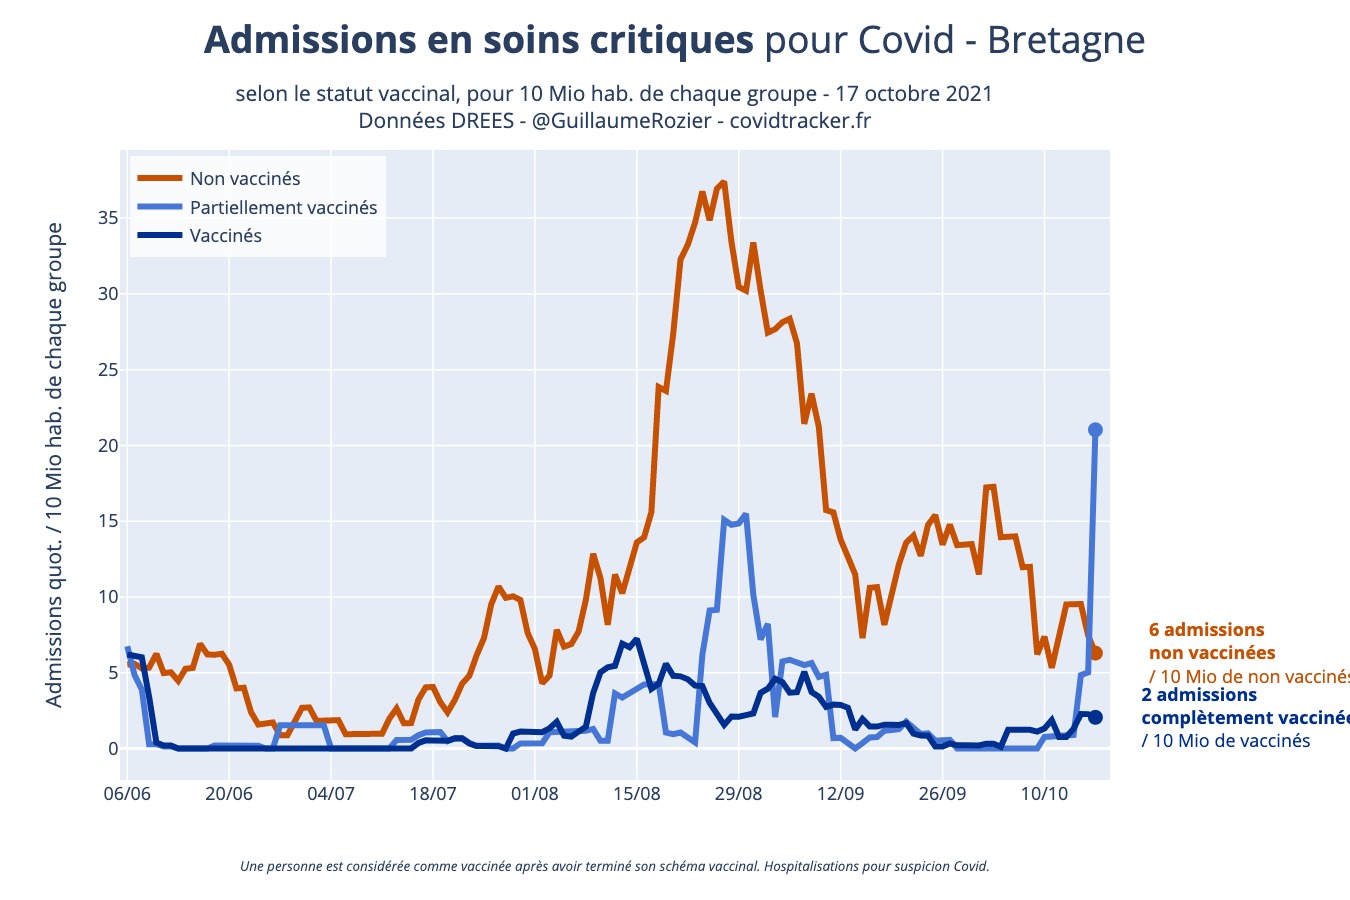 Admissions en soins critiques pour Covid - Bretagne
selon le statut vaccinal, pour 10 Mio hab. de chaque groupe - 17 octobre 2021
Données DREES - @GuillaumeRozier - covidtracker.fr
Non vaccinés
Partiellement vaccinés
Vaccinés
Admissions quot. / 10 Mio hab. de chaque groupe
35
30
25
20
15
10
5
0
06/06
20/06
04/07
18/07
01/08
15/08
29/08
12/09
26/09
10/10
6 admissions
non vaccinées
/ 10 Mio de non vaccinés
2 admissions
complètement vaccinée
/ 10 Mio de vaccinés
Une personne est considérée comme vaccinée après avoir terminé son schéma vaccinal. Hospitalisations pour suspicion Covid.